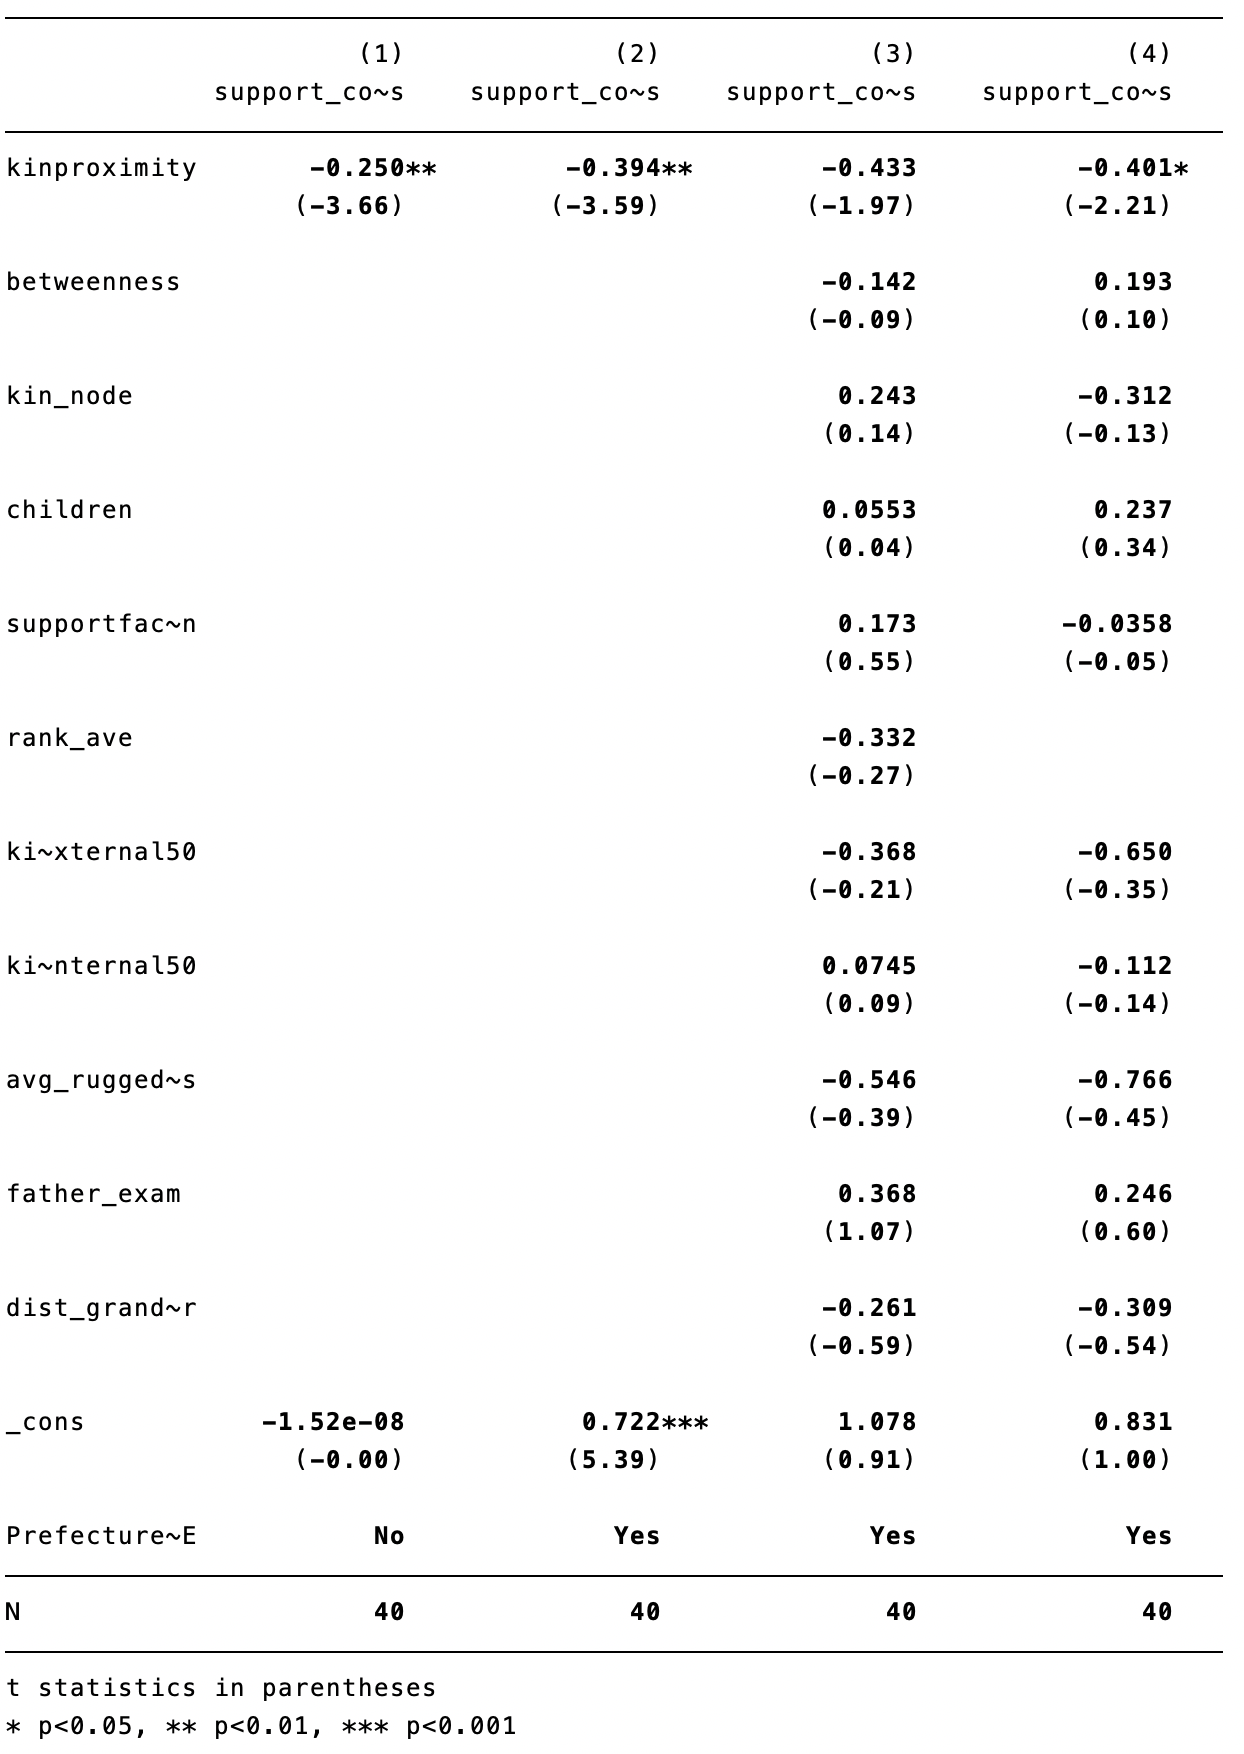 (1) (2) (3) (4)
support_co~s support_co~s support_co~s support_co~s
kinproximity -0.250** -0.394** -0.433 -0.401*
(-3.66) (-3.59) (-1.97) (-2.21)
betweenness -0.142 0.193
(-0.09) (0.10)
kin_node 0.243 -0.312
(0.14) (-0.13)
children 0.0553 0.237
(0.04) (0.34)
supportfac~n 0.173 -0.0358
(0.55) (-0.05)
rank_ave -0.332
(-0.27)
ki~xternal50 -0.368 -0.650
(-0.21) (-0.35)
ki~nternal50 0.0745 -0.112
(0.09) (-0.14)
avg_rugged~s -0.546 -0.766
(-0.39) (-0.45)
father_exam 0.368 0.246
(1.07) (0.60)
dist_grand~r -0.261 -0.309
(-0.59) (-0.54)
_cons -1.52e-08 0.722*** 1.078 0.831
(-0.00) (5.39) (0.91) (1.00)
Prefecture~E No Yes Yes Yes
N 40 40 40 40
t statistics in parentheses
* p<0.05, ** p<0.01, *** p<0.001